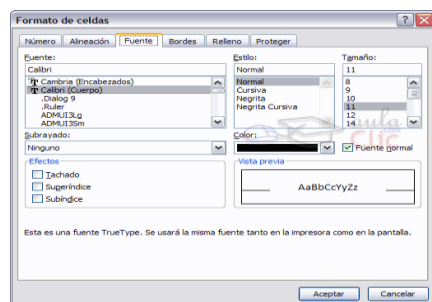 Formato de celdas
Número Alineación Fuente Bordes Relleno Proteger
Fuente: Estilo: Tamaño:
Calibri Normal 11
Cambria (Encabezados) Normal 8
Calibri (Cuerpo) Cursiva 9
.Dialog 9 Negrita 10
.Ruler Negrita Cursiva 11
ADMUI3Lg 12
ADMUI3Sm 14
Subrayado: Color:
Ninguno Fuente normal
aulaClic
.com
Efectos Vista previa
Tachado
Superíndice AaBbCcYyZz
Subíndice
Esta es una fuente TrueType. Se usará la misma fuente tanto en la impresora como en la pantalla.
Aceptar Cancelar